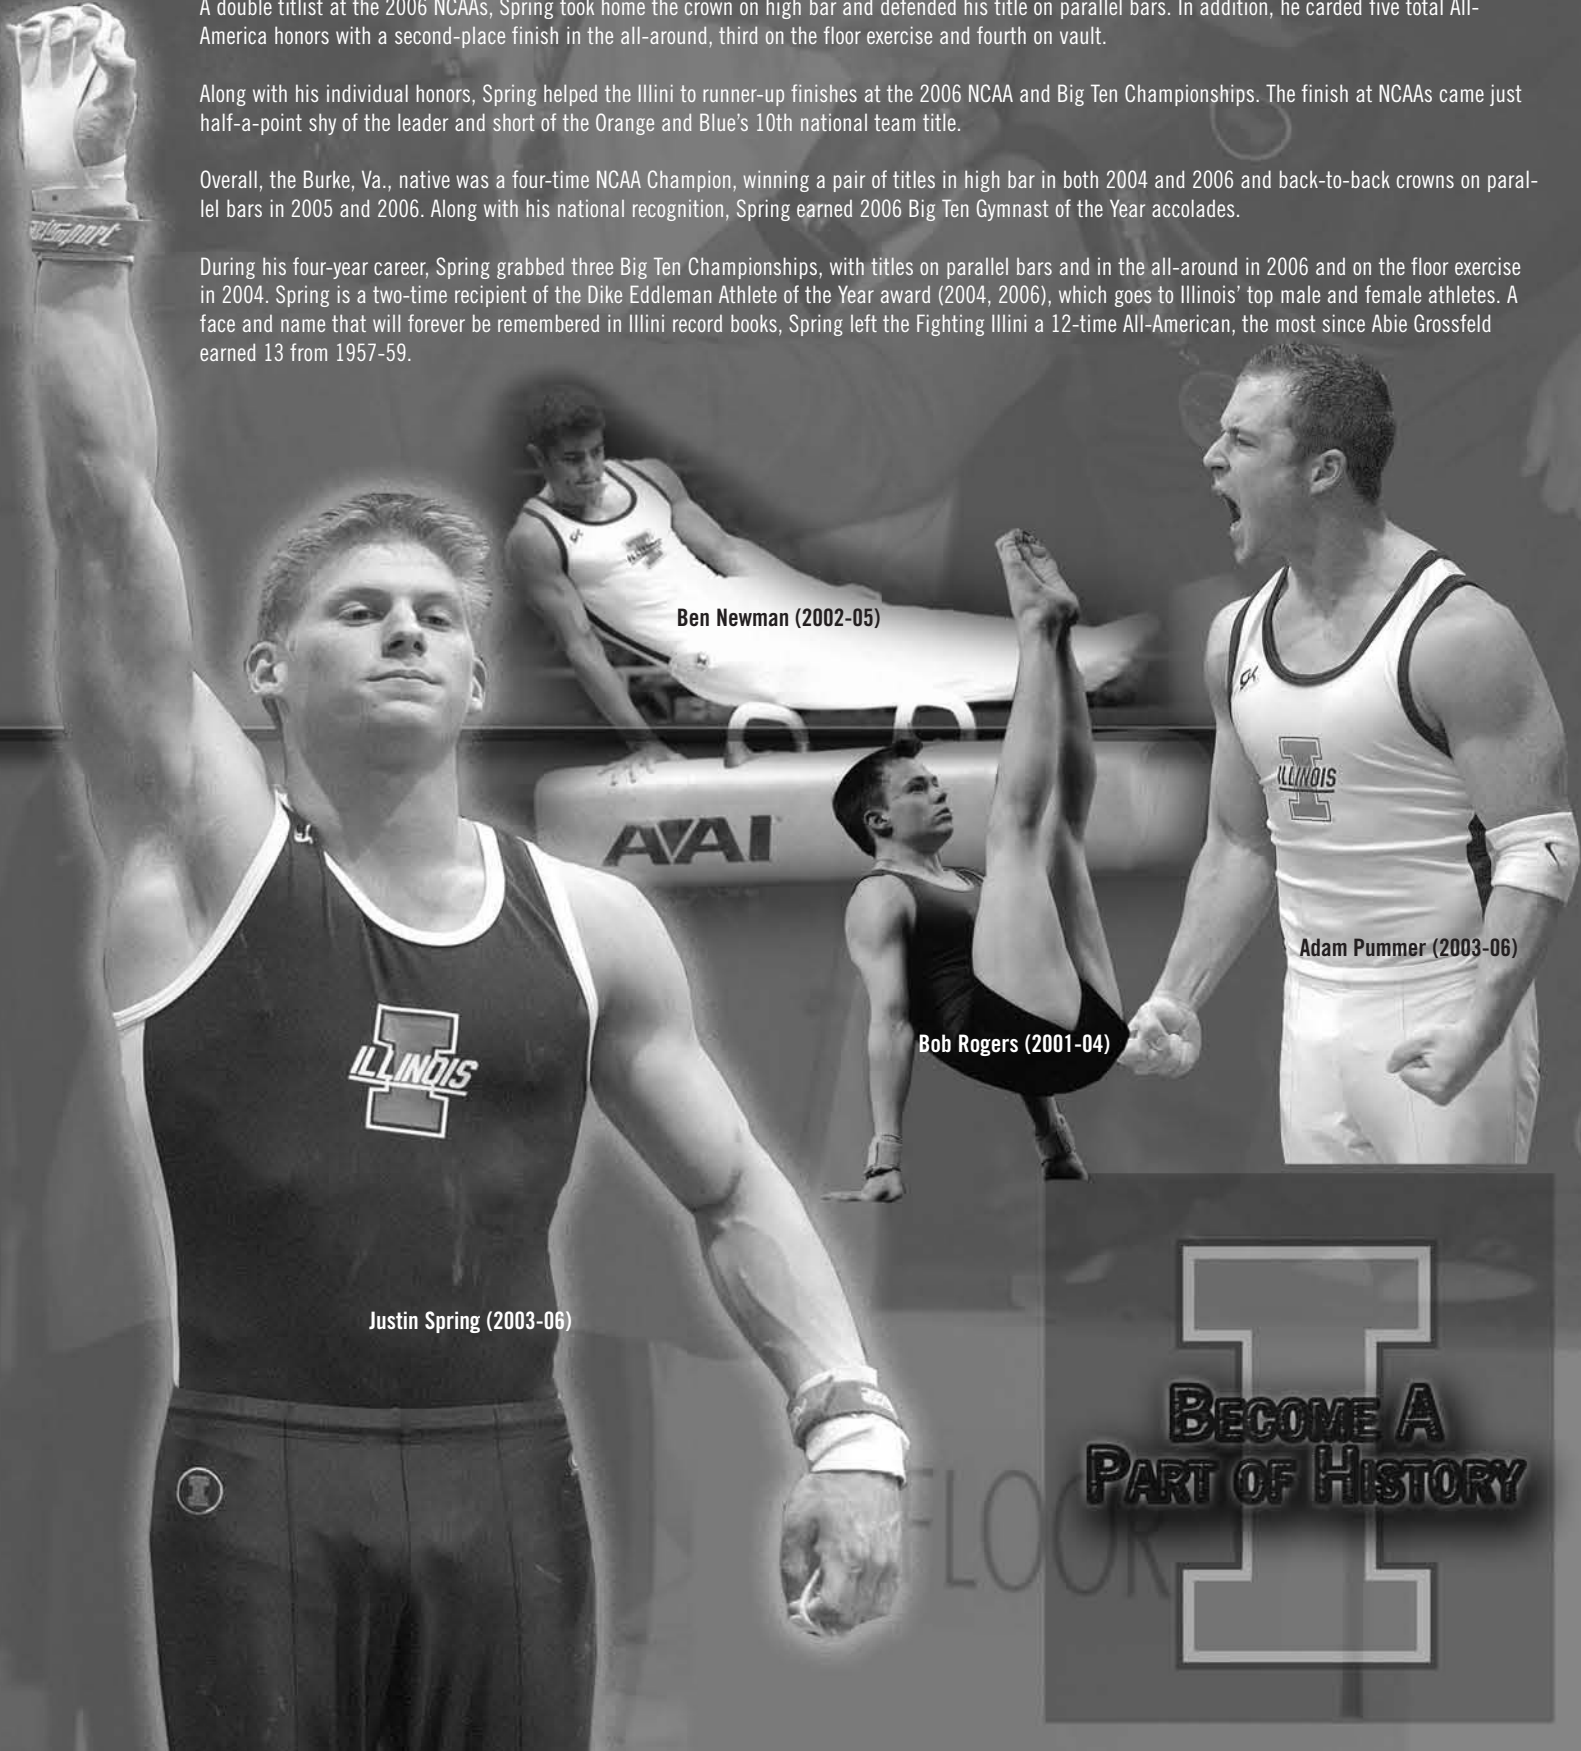 A double titlist at the 2006 NCAAs, Spring took home the crown on high bar and defended his title on parallel bars. In addition, he carded five total All-
America honors with a second-place finish in the all-around, third on the floor exercise and fourth on vault.
Along with his individual honors, Spring helped the Illini to runner-up finishes at the 2006 NCAA and Big Ten Championships. The finish at NCAAs came just
half-a-point shy of the leader and short of the Orange and Blue’s 10th national team title.
Overall, the Burke, Va., native was a four-time NCAA Champion, winning a pair of titles in high bar in both 2004 and 2006 and back-to-back crowns on paral-
lel bars in 2005 and 2006. Along with his national recognition, Spring earned 2006 Big Ten Gymnast of the Year accolades.
During his four-year career, Spring grabbed three Big Ten Championships, with titles on parallel bars and in the all-around in 2006 and on the floor exercise
in 2004. Spring is a two-time recipient of the Dike Eddleman Athlete of the Year award (2004, 2006), which goes to Illinois’ top male and female athletes. A
face and name that will forever be remembered in Illini record books, Spring left the Fighting Illini a 12-time All-American, the most since Abie Grossfeld
earned 13 from 1957-59.
Ben Newman (2002-05)
GK
ILLINOIS
AAI
Adam Pummer (2003-06)
Bob Rogers (2001-04)
ILLINOIS
Justin Spring (2003-06)
I
BECOME A
PART OF HISTORY
FLOOR